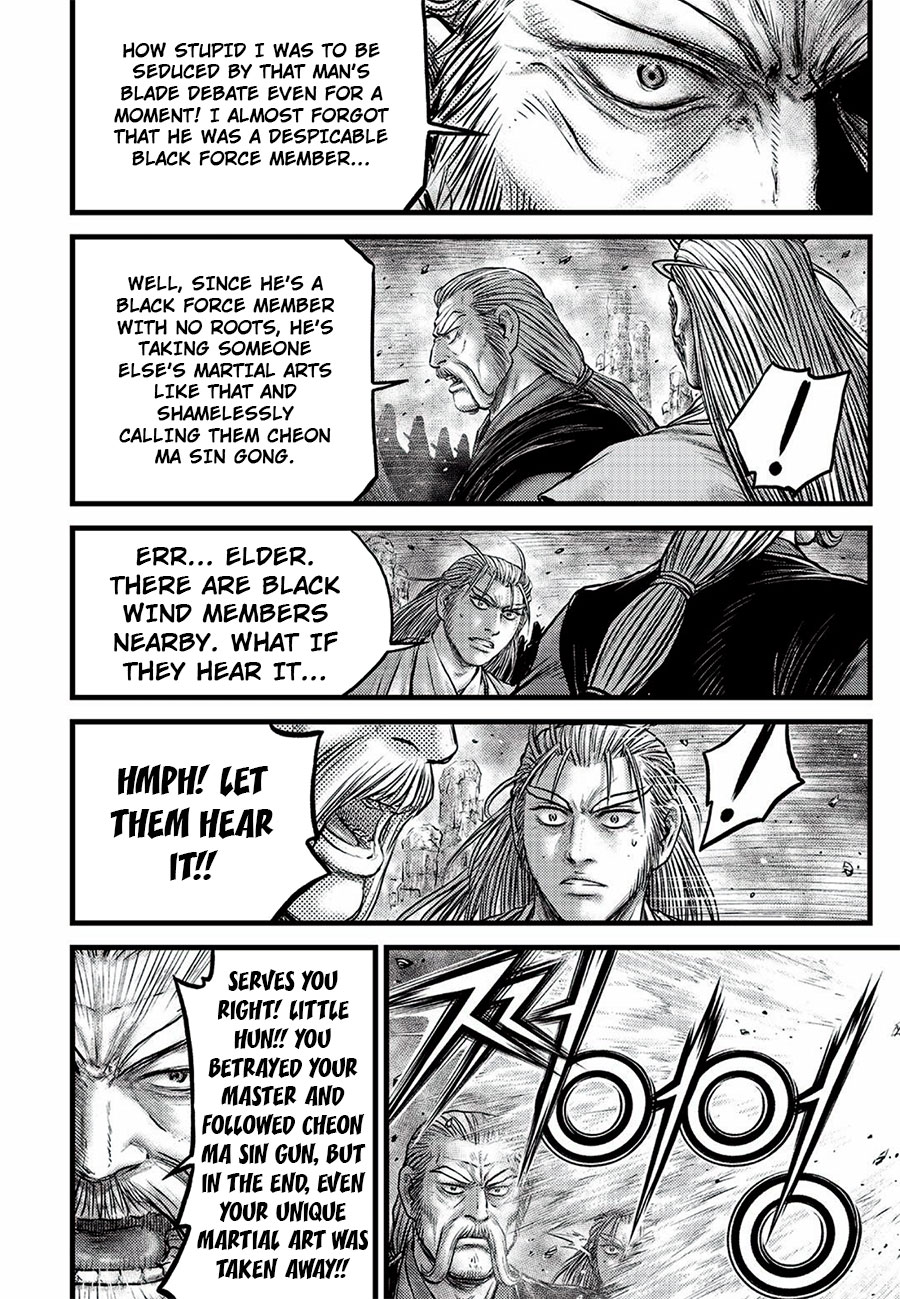 HOW STUPID I WAS TO BE
SEDUCED BY THAT MAN'S
BLADE DEBATE EVEN FOR A
MOMENT! I ALMOST FORGOT
THAT HE WAS A DESPICABLE
BLACK FORCE MEMBER...
WELL, SINCE HE'S A
BLACK FORCE MEMBER
WITH NO ROOTS, HE'S
TAKING SOMEONE
ELSE'S MARTIAL ARTS
LIKE THAT AND
SHAMELESSLY
CALLING THEM CHEON
MA SIN GONG.
!
ERR... ELDER.
THERE ARE BLACK
WIND MEMBERS
NEARBY. WHAT IF
THEY HEAR IT...
HMPH! LET
THEM HEAR
IT!!
!
SERVES YOU
RIGHT! LITTLE
HUN!! YOU
BETRAYED YOUR
MASTER AND
FOLLOWED CHEON
MA SIN GUN, BUT
IN THE END, EVEN
YOUR UNIQUE
MARTIAL ART WAS
TAKEN AWAY!!